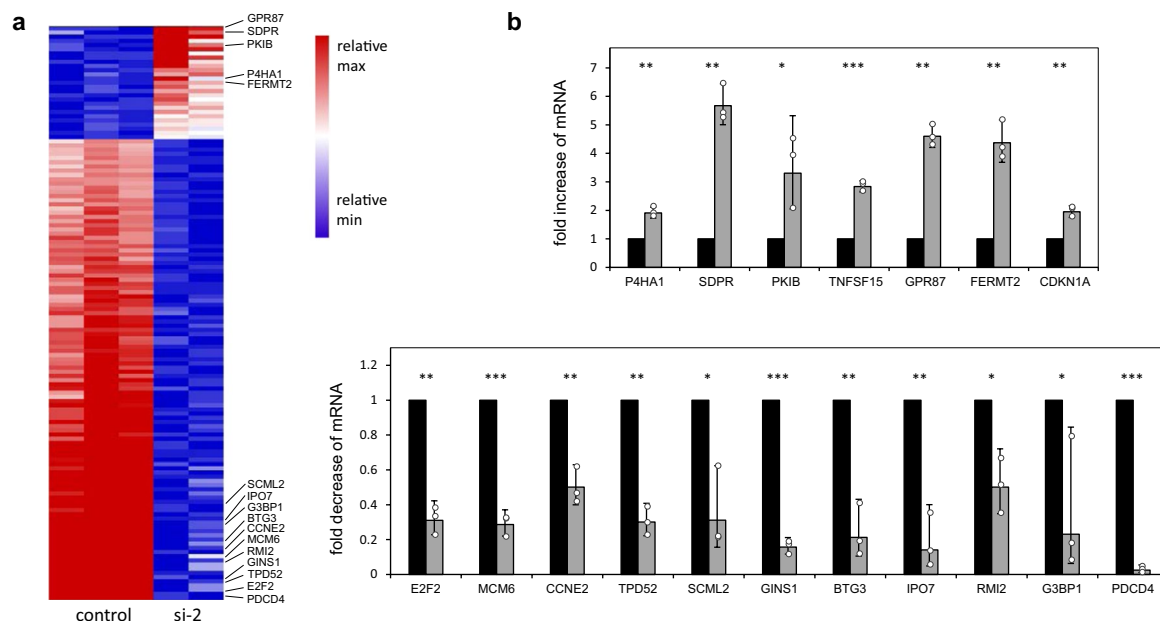 a
GPR87
SDPR
PKIB
P4HA1
FERMT2
relative
max
relative
min
SCML2
IPO7
G3BP1
BTG3
CCNE2
MCM6
RMI2
GINS1
TPD52
E2F2
PDCD4
control si-2
b
fold increase of mRNA
7
6
5
4
3
2
1
0
** ** * *** ** ** **
P4HA1 SDPR PKIB TNFSF15 GPR87 FERMT2 CDKN1A
fold decrease of mRNA
1.2
1
0.8
0.6
0.4
0.2
0
** *** ** ** * *** ** ** * * ***
E2F2 MCM6 CCNE2 TPD52 SCML2 GINS1 BTG3 IPO7 RMI2 G3BP1 PDCD4